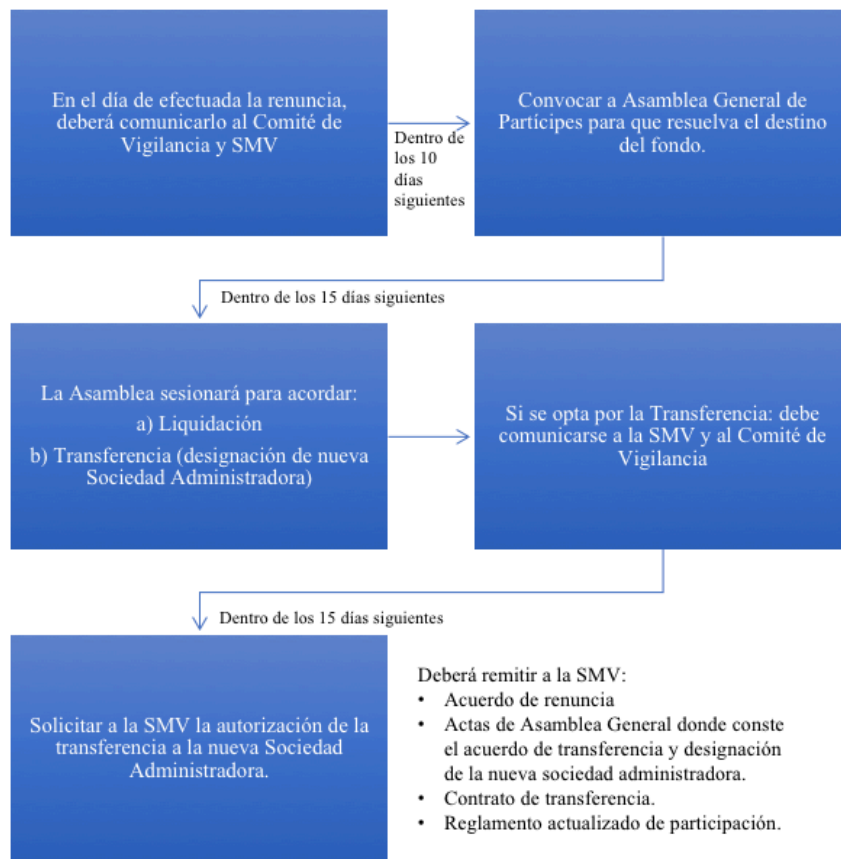 En el día de efectuada la renuncia,
deberá comunicarlo al Comité de
Vigilancia y SMV
Dentro de
los 10
días
siguientes
Convocar a Asamblea General de
Partícipes para que resuelva el destino
del fondo.
Dentro de los 15 días siguientes
La Asamblea sesionará para acordar:
a) Liquidación
b) Transferencia (designación de nueva
Sociedad Administradora)
Si se opta por la Transferencia: debe
comunicarse a la SMV y al Comité de
Vigilancia
Dentro de los 15 días siguientes
Solicitar a la SMV la autorización de la
transferencia a la nueva Sociedad
Administradora.
Deberá remitir a la SMV:
• Acuerdo de renuncia
• Actas de Asamblea General donde conste
el acuerdo de transferencia y designación
de la nueva sociedad administradora.
• Contrato de transferencia.
• Reglamento actualizado de participación.